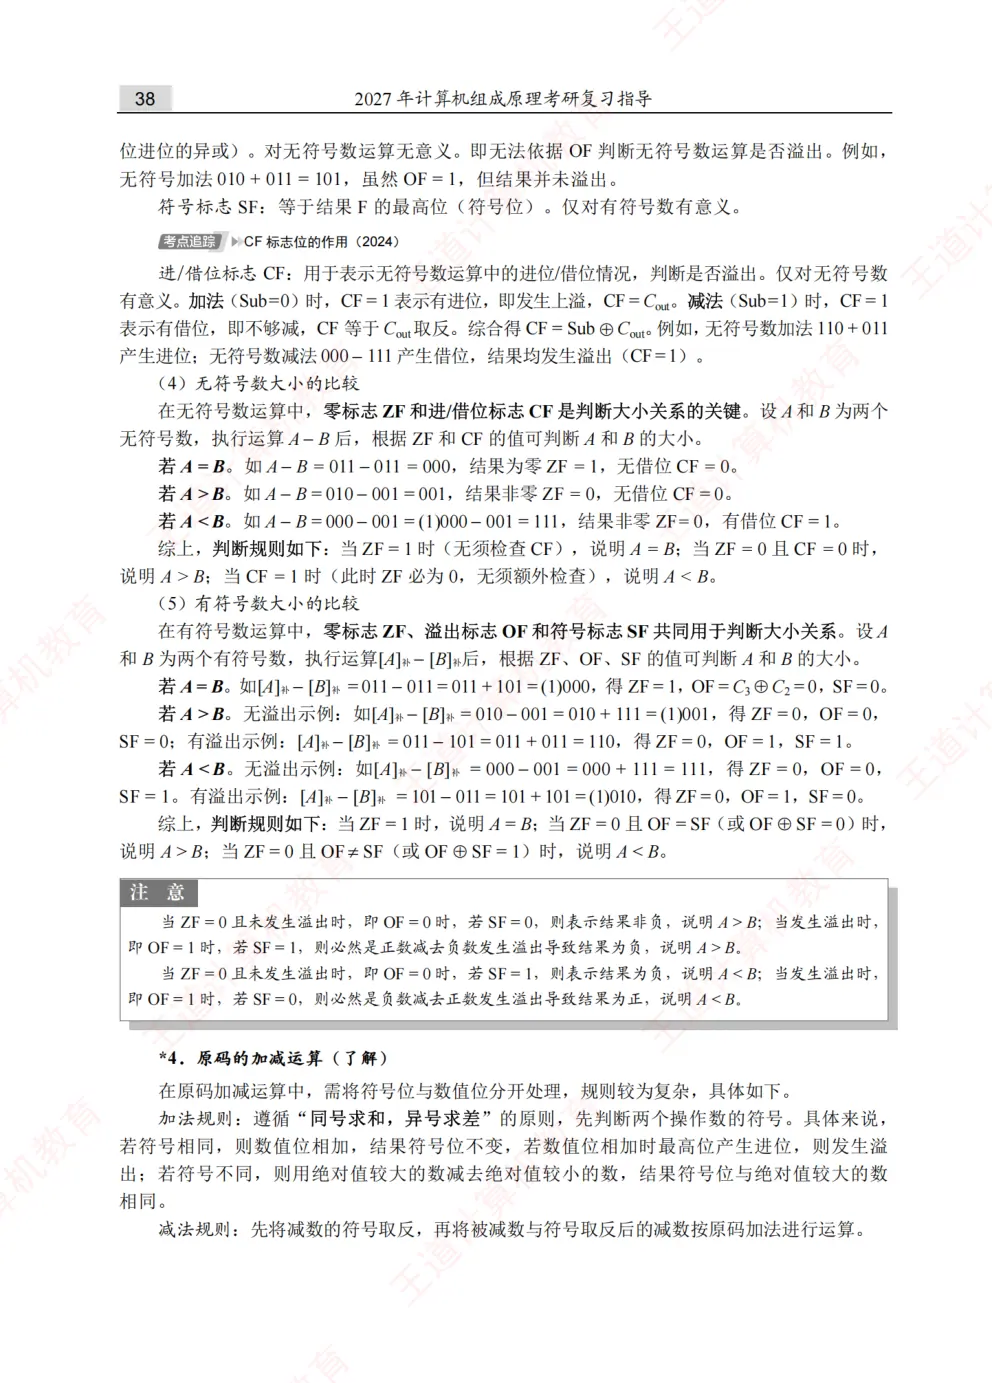 38
2027 年计算机组成原理考研复习指导
位进位的异或）。对无符号数运算无意义。即无法依据 OF 判断无符号数运算是否溢出。例如，
无符号加法 010 + 011 = 101，虽然 OF = 1，但结果并未溢出。
符号标志 SF：等于结果 F 的最高位（符号位）。仅对有符号数有意义。
考点追踪 CF 标志位的作用（2024）
进/借位标志 CF：用于表示无符号数运算中的进位/借位情况，判断是否溢出。仅对无符号数
有意义。加法（Sub=0）时，CF = 1 表示有进位，即发生上溢，CF = Cout。减法（Sub=1）时，CF = 1
表示有借位，即不够减，CF 等于 Cout 取反。综合得 CF = Sub ⊕ Cout。例如，无符号数加法 110 + 011
产生进位；无符号数减法 000 – 111 产生借位，结果均发生溢出（CF = 1）。
（4）无符号数大小的比较
在无符号数运算中，零标志 ZF 和进/借位标志 CF 是判断大小关系的关键。设 A 和 B 为两个
无符号数，执行运算 A – B 后，根据 ZF 和 CF 的值可判断 A 和 B 的大小。
若 A = B。如 A – B = 011 – 011 = 000，结果为零 ZF = 1，无借位 CF = 0。
若 A > B。如 A – B = 010 – 001 = 001，结果非零 ZF = 0，无借位 CF = 0。
若 A < B。如 A – B = 000 – 001 = (1)000 – 001 = 111，结果非零 ZF = 0，有借位 CF = 1。
综上，判断规则如下：当 ZF = 1 时（无须检查 CF），说明 A = B；当 ZF = 0 且 CF = 0 时，
说明 A > B；当 CF = 1 时（此时 ZF 必为 0，无须额外检查），说明 A < B。
（5）有符号数大小的比较
在有符号数运算中，零标志 ZF、溢出标志 OF 和符号标志 SF 共同用于判断大小关系。设 A
和 B 为两个有符号数，执行运算[A]补 – [B]补后，根据 ZF、OF、SF 的值可判断 A 和 B 的大小。
若 A = B。如[A]补 – [B]补 = 011 – 011 = 011 + 101 = (1)000，得 ZF = 1，OF = C3 ⊕ C2 = 0，SF = 0。
若 A > B。无溢出示例：如[A]补 – [B]补 = 010 – 001 = 010 + 111 = (1)001，得 ZF = 0，OF = 0，
SF = 0；有溢出示例：[A]补 – [B]补 = 011 – 101 = 011 + 011 = 110，得 ZF = 0，OF = 1，SF = 1。
若 A < B。无溢出示例：如[A]补 – [B]补 = 000 – 001 = 000 + 111 = 111，得 ZF = 0，OF = 0，
SF = 1。有溢出示例：[A]补 – [B]补 = 101 – 011 = 101 + 101 = (1)010，得 ZF = 0，OF = 1，SF = 0。
综上，判断规则如下：当 ZF = 1 时，说明 A = B；当 ZF = 0 且 OF = SF（或 OF ⊕ SF = 0）时，
说明 A > B；当 ZF = 0 且 OF ≠ SF（或 OF ⊕ SF = 1）时，说明 A < B。
注 意
当 ZF = 0 且未发生溢出时，即 OF = 0 时，若 SF = 0，则表示结果非负，说明 A > B；当发生溢出时，
即 OF = 1 时，若 SF = 1，则必然是正数减去负数发生溢出导致结果为负，说明 A > B。
当 ZF = 0 且未发生溢出时，即 OF = 0 时，若 SF = 1，则表示结果为负，说明 A < B；当发生溢出时，
即 OF = 1 时，若 SF = 0，则必然是负数减去正数发生溢出导致结果为正，说明 A < B。
*4．原码的加减运算（了解）
在原码加减运算中，需将符号位与数值位分开处理，规则较为复杂，具体如下。
加法规则：遵循“同号求和，异号求差”的原则，先判断两个操作数的符号。具体来说，
若符号相同，则数值位相加，结果符号位不变，若数值位相加时最高位产生进位，则发生溢
出；若符号不同，则用绝对值较大的数减去绝对值较小的数，结果符号位与绝对值较大的数
相同。
减法规则：先将减数的符号取反，再将被减数与符号取反后的减数按原码加法进行运算。
王道计算机教育